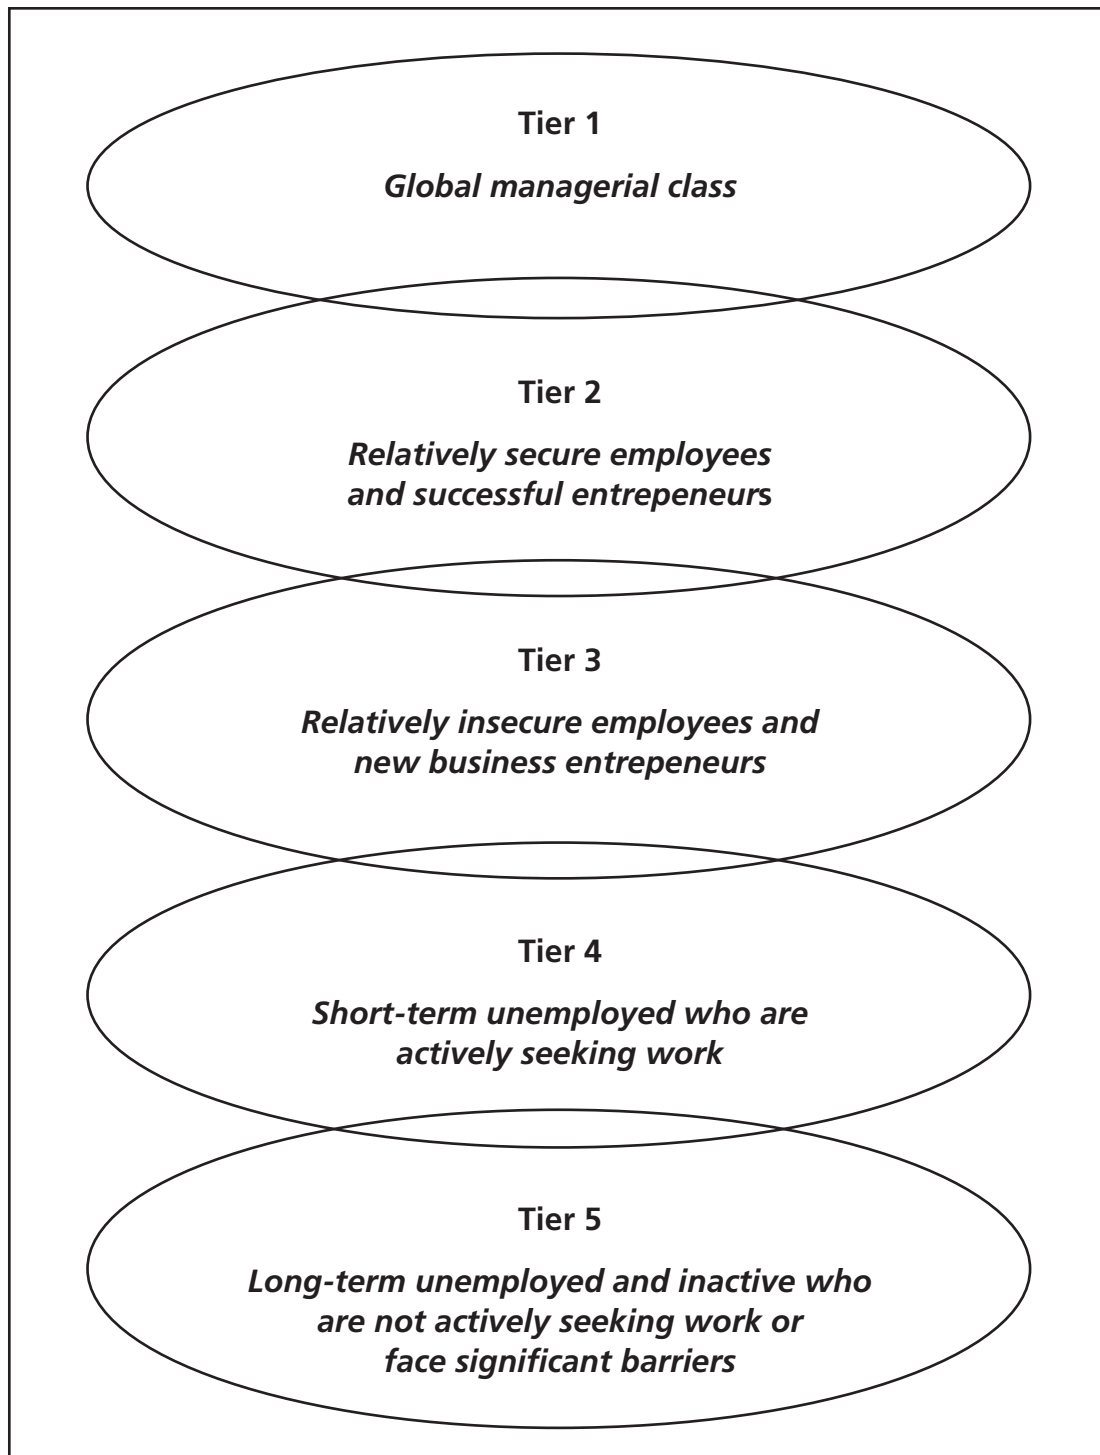 Tier 1
Global managerial class
Tier 2
Relatively secure employees
and successful entrepeneurs
Tier 3
Relatively insecure employees and
new business entrepeneurs
Tier 4
Short-term unemployed who are
actively seeking work
Tier 5
Long-term unemployed and inactive who
are not actively seeking work or
face significant barriers